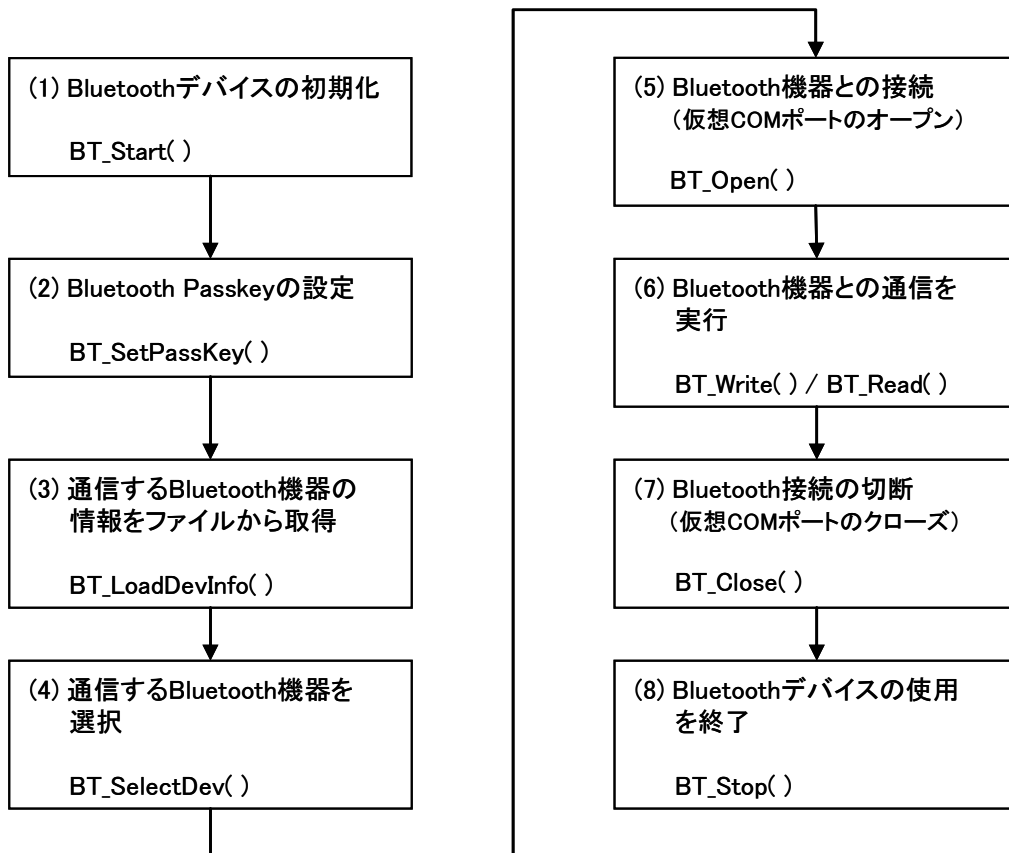 (1) Bluetoothデバイスの初期化
BT_Start( )
(2) Bluetooth Passkeyの設定
BT_SetPassKey( )
(3) 通信するBluetooth機器の
情報をファイルから取得
BT_LoadDevInfo( )
(4) 通信するBluetooth機器を
選択
BT_SelectDev( )
(5) Bluetooth機器との接続
（仮想COMポートのオープン）
BT_Open( )
(6) Bluetooth機器との通信を
実行
BT_Write( ) / BT_Read( )
(7) Bluetooth接続の切断
（仮想COMポートのクローズ）
BT_Close( )
(8) Bluetoothデバイスの使用
を終了
BT_Stop( )